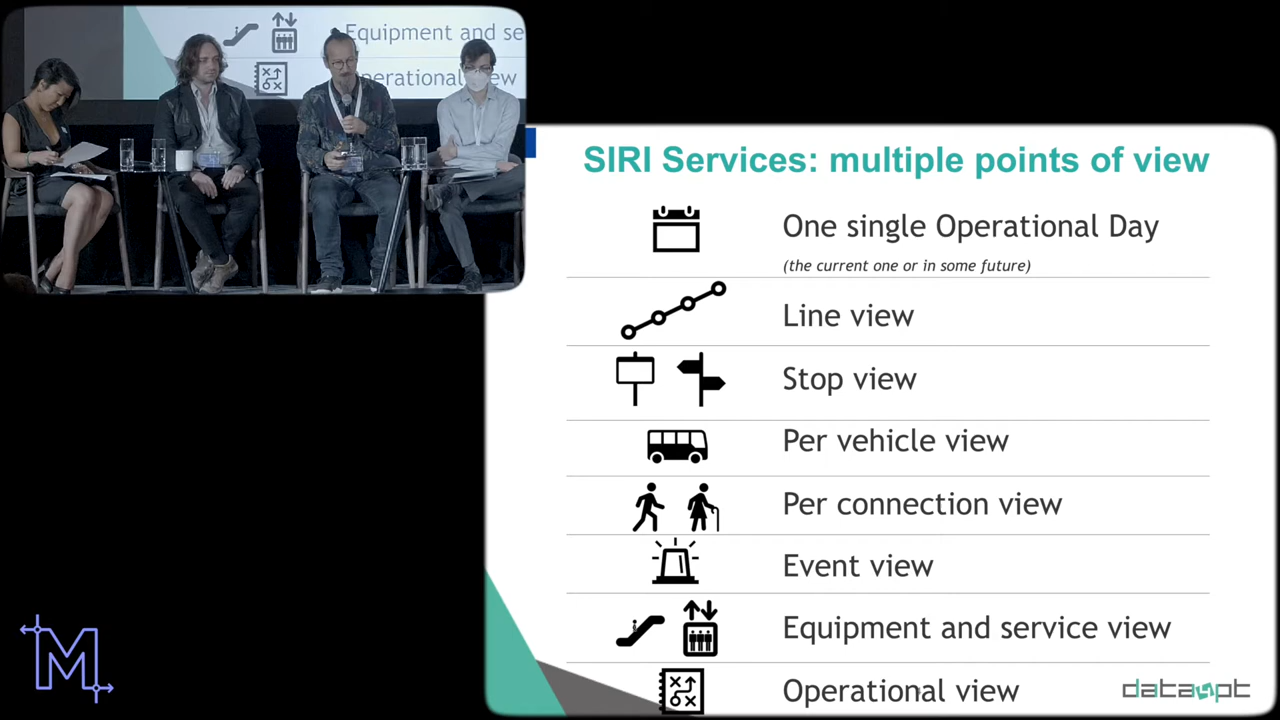 Equipment and se
Operational view
SIRI Services: multiple points of view
One single Operational Day
(the current one or in some future)
Line view
Stop view
Per vehicle view
Per connection view
Event view
Equipment and service view
Operational view
data4pt
M